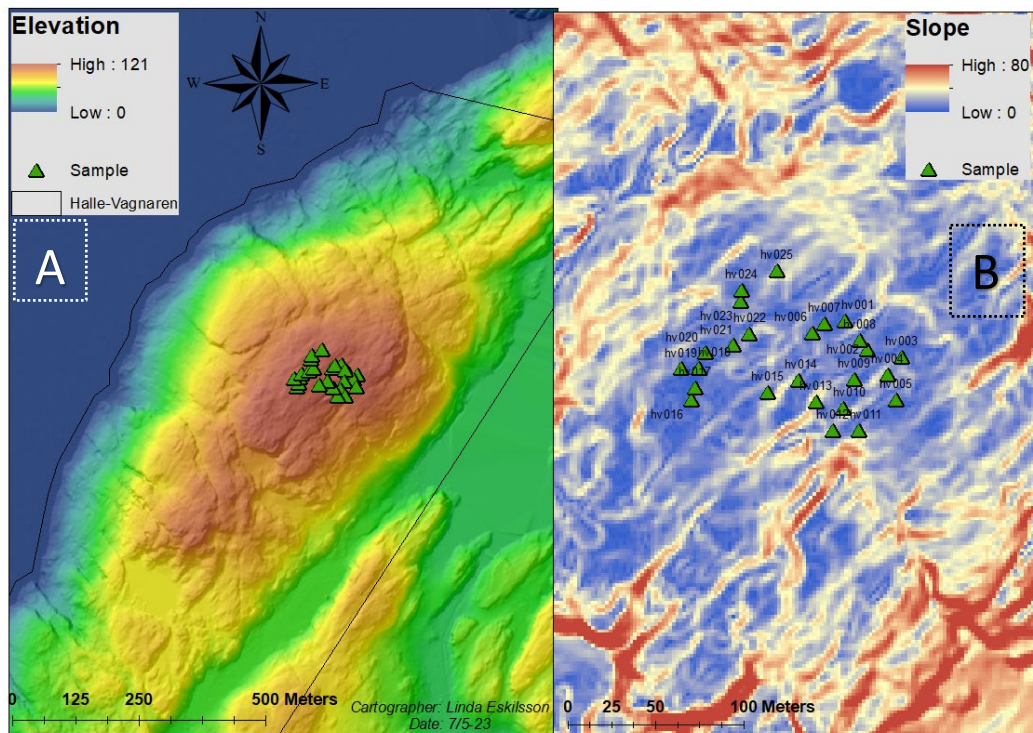 Elevation
High : 121
Low : 0
Sample
Halle-Vagnaren
N
W
E
S
A
0 125 250 500 Meters
Cartographer: Linda Eskilsson
Date: 7/5-23
Slope
High : 80
Low : 0
Sample
B
hv025
hv024
hv023
hv022
hv006
hv007
hv001
hv008
hv021
hv020
hv002
hv003
hv019
hv009
hv014
hv015
hv005
hv013
hv010
hv016
hv011
0 25 50 100 Meters